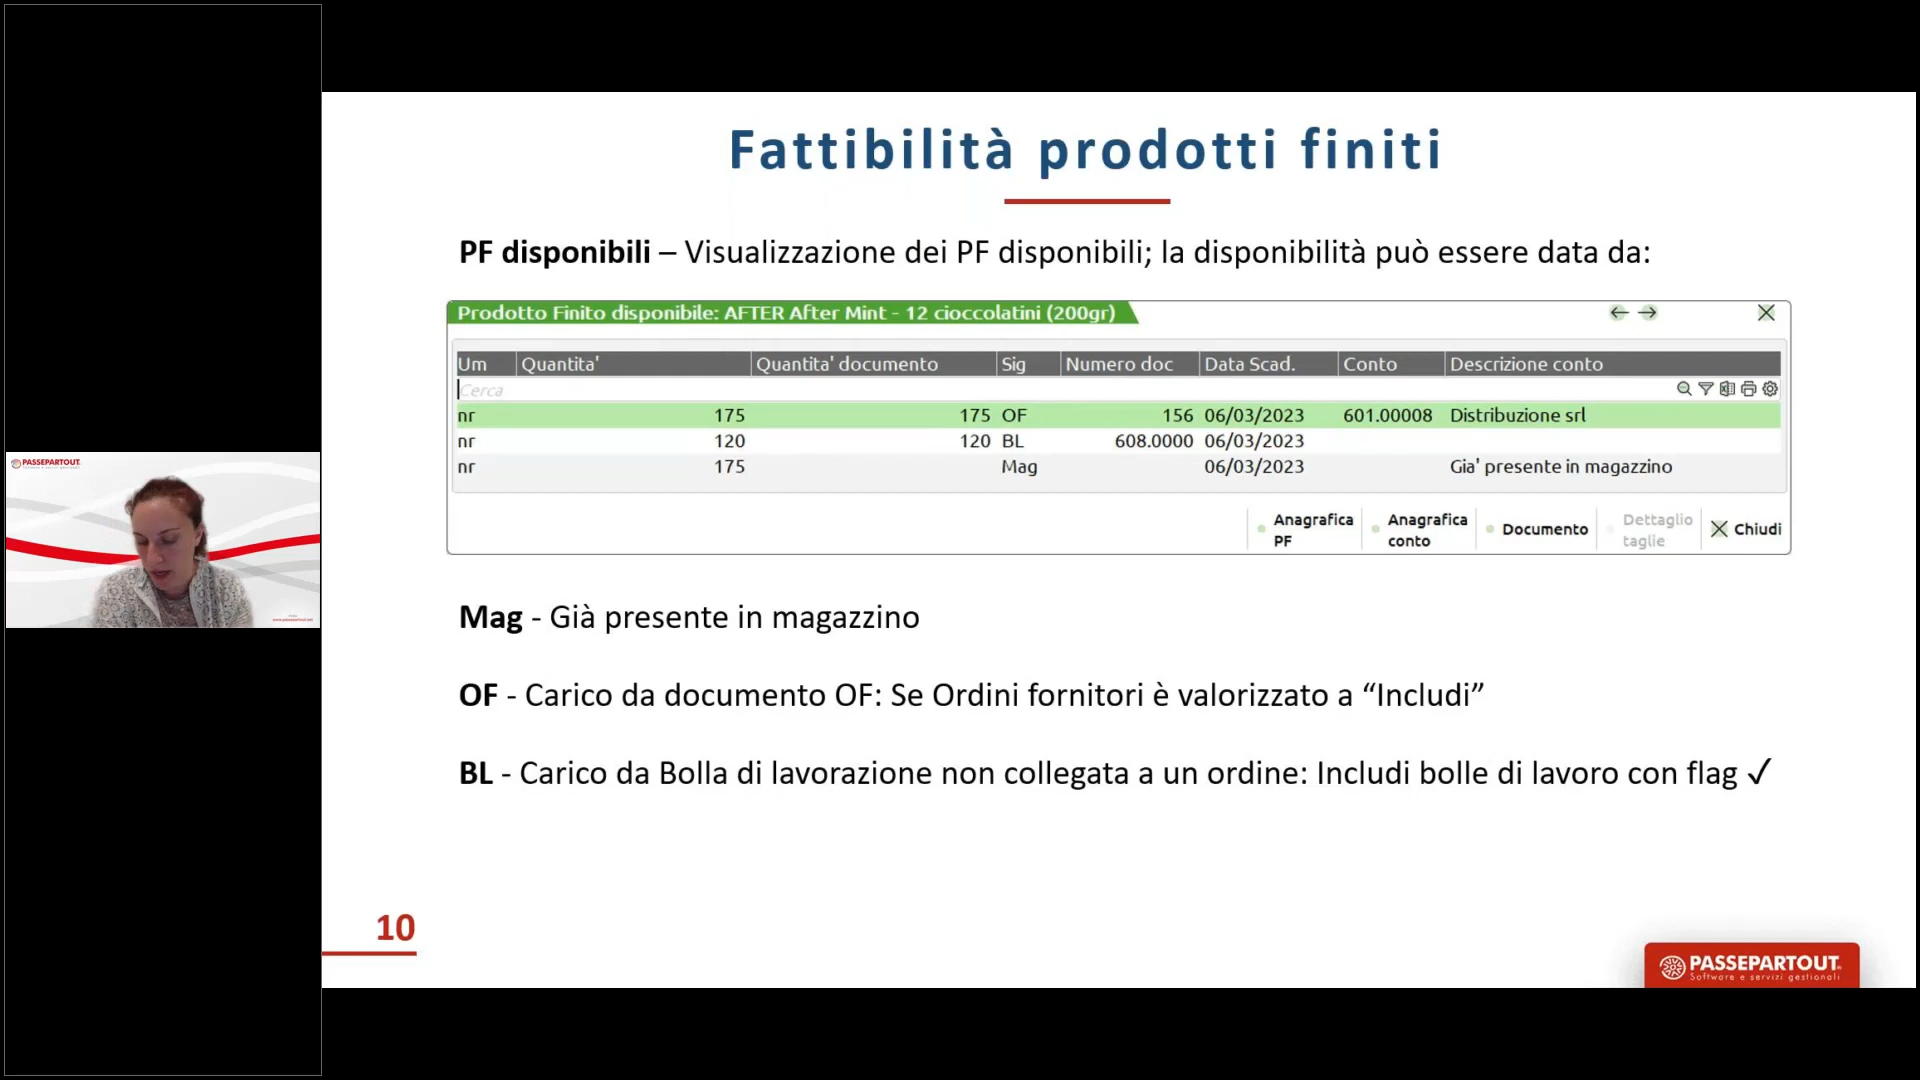 Fattibilità prodotti finiti
PF disponibili – Visualizzazione dei PF disponibili; la disponibilità può essere data da:
Prodotto Finito disponibile: AFTER After Mint - 12 cioccolatini (200gr)
Um Quantita' Quantita' documento Sig Numero doc Data Scad. Conto Descrizione conto
Cerca
nr 175 175 OF 156 06/03/2023 601.00008 Distribuzione srl
nr 120 120 BL 608.0000 06/03/2023
nr 175 Mag 06/03/2023 Gia' presente in magazzino
Anagrafica PF
Anagrafica conto
Documento
Dettaglio taglie
Chiudi
PASSEPARTOUT
Mag - Già presente in magazzino
OF - Carico da documento OF: Se Ordini fornitori è valorizzato a “Includi”
BL - Carico da Bolla di lavorazione non collegata a un ordine: Includi bolle di lavoro con flag ✓
10
PASSEPARTOUT
Software e servizi gestionali